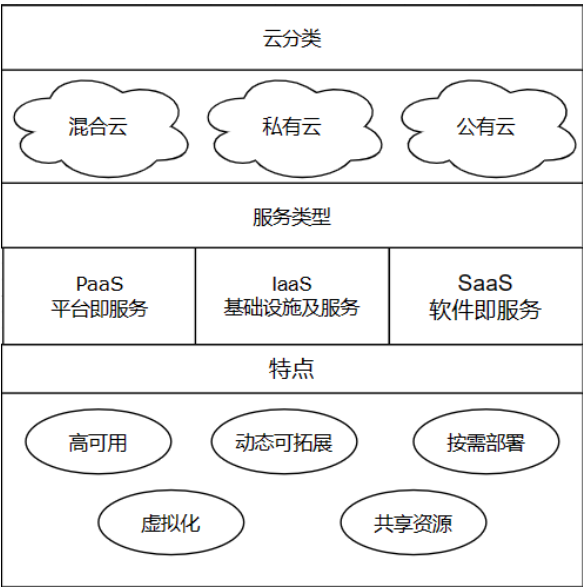 云分类
混合云
私有云
公有云
服务类型
PaaS
平台即服务
IaaS
基础设施及服务
SaaS
软件即服务
特点
高可用
动态可拓展
按需部署
虚拟化
共享资源